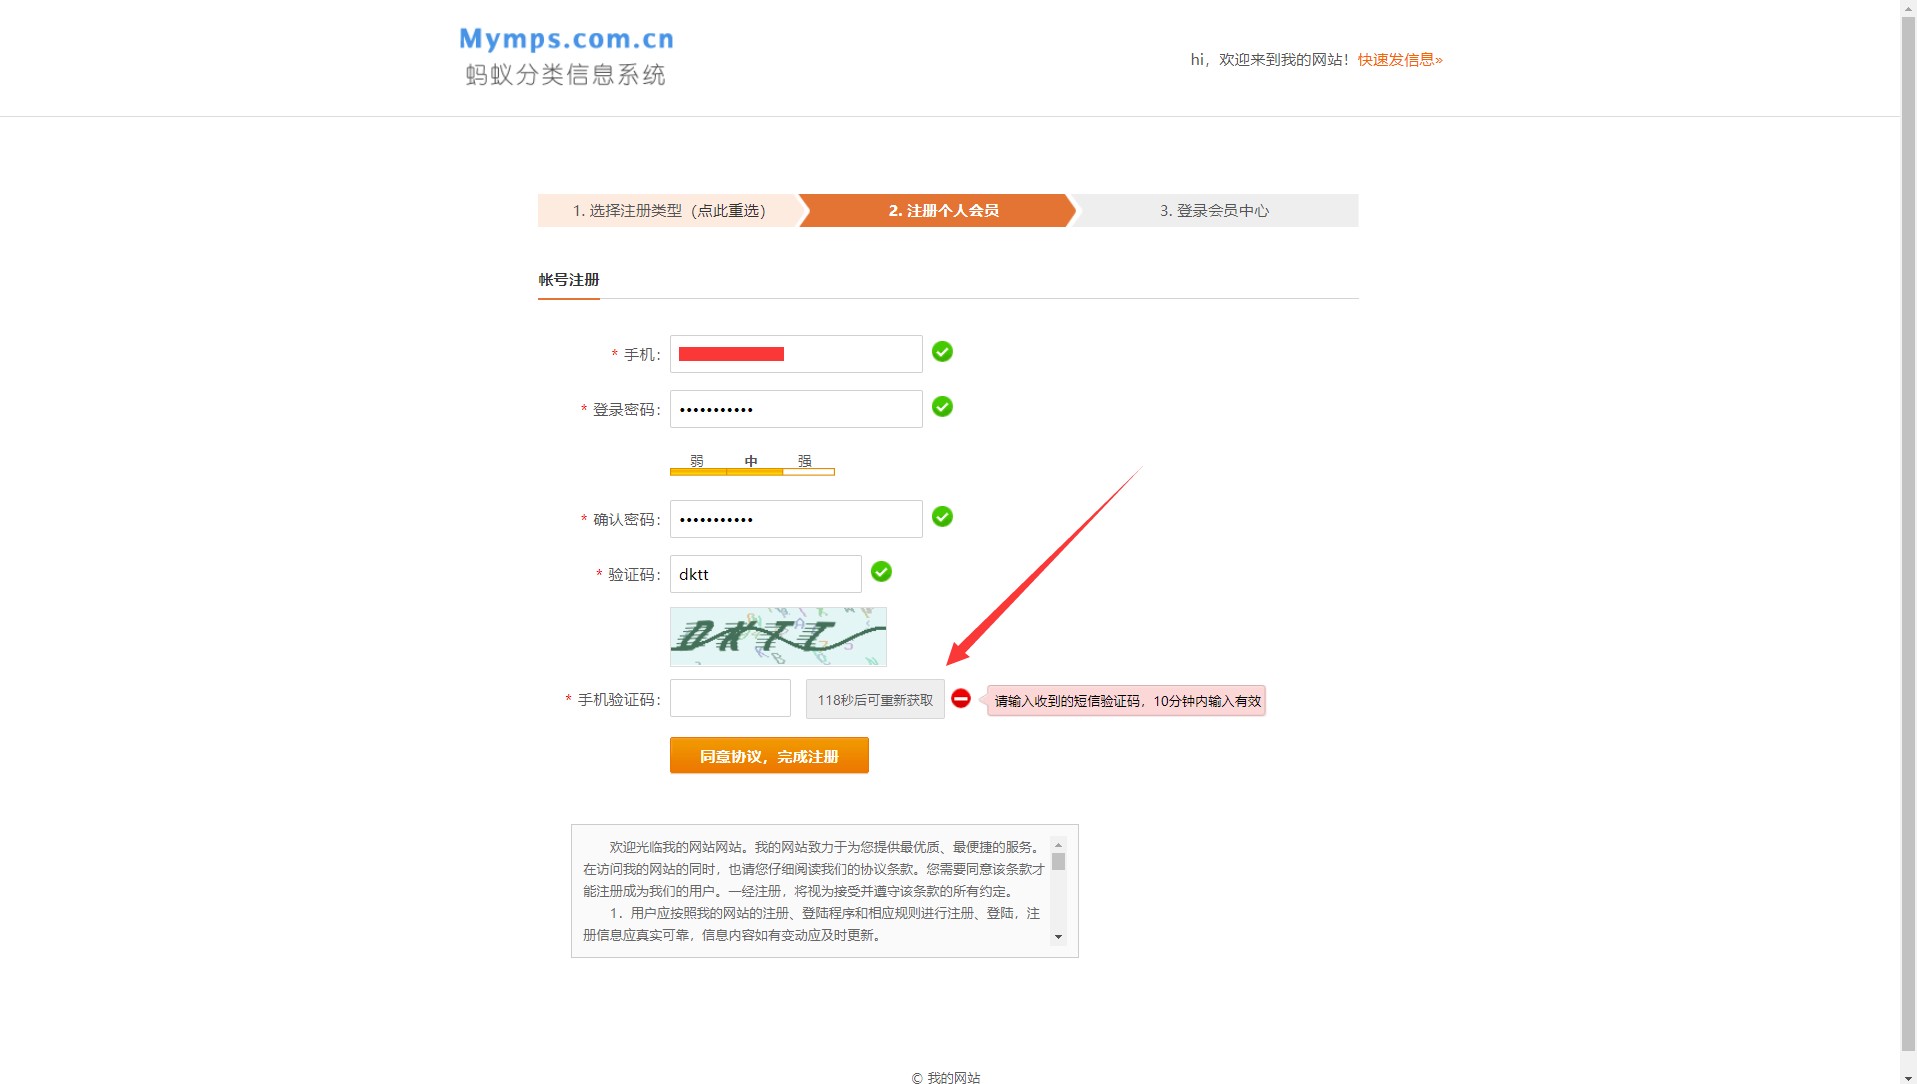 Mymps.com.cn
蚂蚁分类信息系统
hi，欢迎来到我的网站！快速发信息»
1. 选择注册类型（点此重选）
2. 注册个人会员
3. 登录会员中心
帐号注册
* 手机：
* 登录密码： •••••••••••
弱 中 强
* 确认密码： •••••••••••
* 验证码： dktt
DKTT
* 手机验证码： 118秒后可重新获取 请输入收到的短信验证码，10分钟内输入有效
同意协议，完成注册
欢迎光临我的网站网站。我的网站致力于为您提供最优质、最便捷的服务。
在访问我的网站的同时，也请您仔细阅读我们的协议条款。您需要同意该条款才
能注册成为我们的用户。一经注册，将视为接受并遵守该条款的所有约定。
1．用户应按照我的网站的注册、登陆程序和相应规则进行注册、登陆，注
册信息应真实可靠，信息内容如有变动应及时更新。
© 我的网站